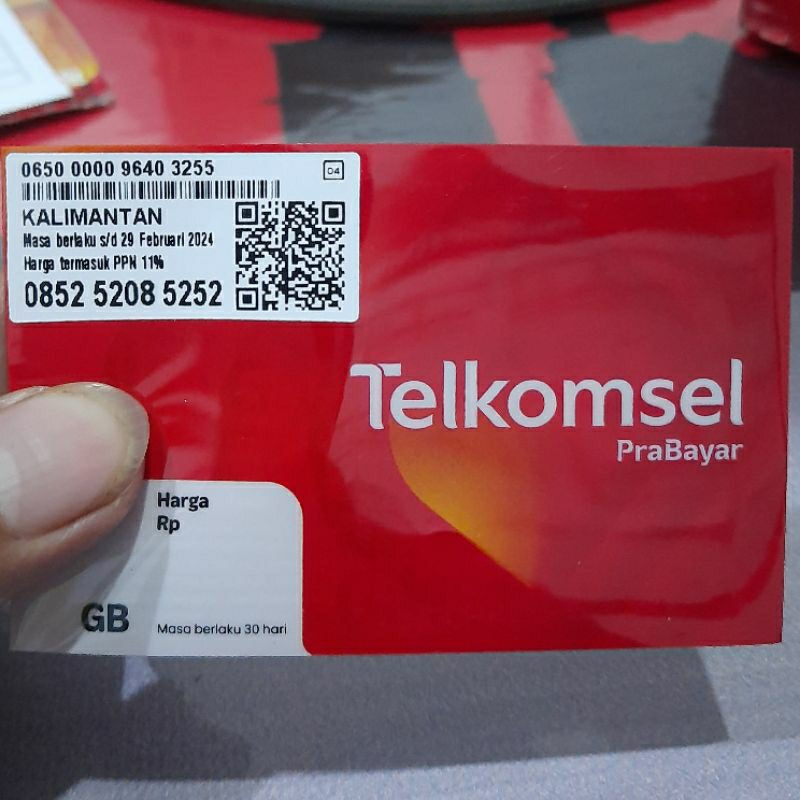 0650 0000 9640 3255
04
KALIMANTAN
Masa berlaku s/d 29 Februari 2024
Harga termasuk PPN 11%
0852 5208 5252
Telkomsel
PraBayar
Harga
Rp
GB
Masa berlaku 30 hari